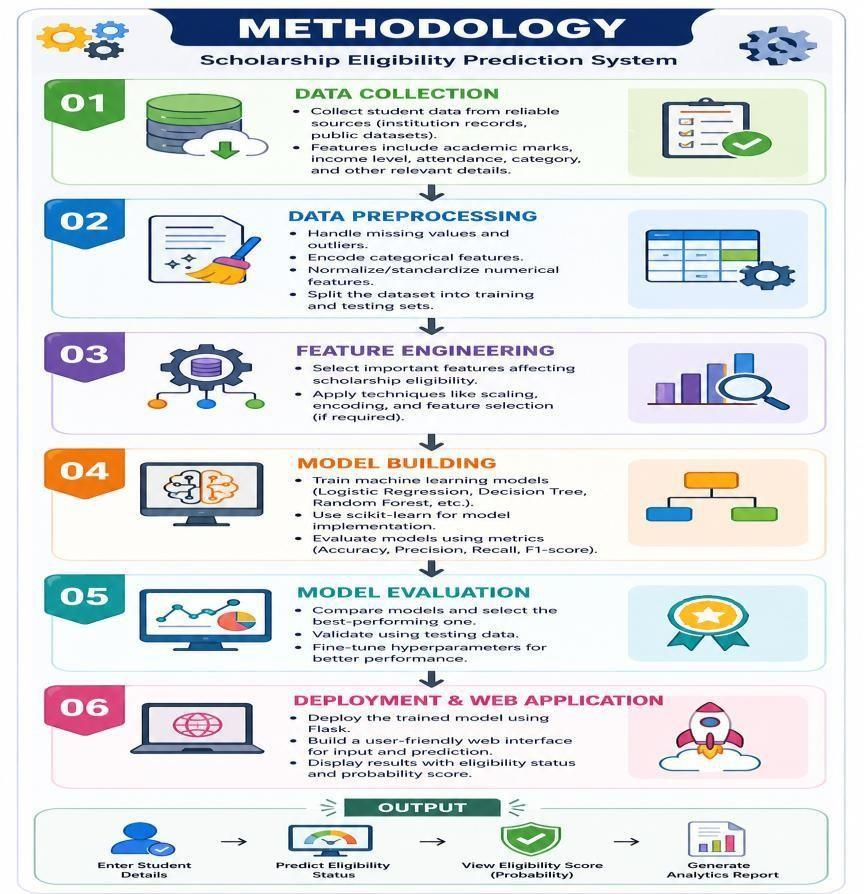 METHODOLOGY
Scholarship Eligibility Prediction System
01
DATA COLLECTION
• Collect student data from reliable
sources (institution records,
public datasets).
• Features include academic marks,
income level, attendance, category,
and other relevant details.
02
DATA PREPROCESSING
• Handle missing values and
outliers.
• Encode categorical features.
• Normalize/standardize numerical
features.
• Split the dataset into training
and testing sets.
03
FEATURE ENGINEERING
• Select important features affecting
scholarship eligibility.
• Apply techniques like scaling,
encoding, and feature selection
(if required).
04
MODEL BUILDING
• Train machine learning models
(Logistic Regression, Decision Tree,
Random Forest, etc.).
• Use scikit-learn for model
implementation.
• Evaluate models using metrics
(Accuracy, Precision, Recall, F1-score).
05
MODEL EVALUATION
• Compare models and select the
best-performing one.
• Validate using testing data.
• Fine-tune hyperparameters for
better performance.
06
DEPLOYMENT & WEB APPLICATION
• Deploy the trained model using
Flask.
• Build a user-friendly web interface
for input and prediction.
• Display results with eligibility status
and probability score.
OUTPUT
Enter Student
Details
Predict Eligibility
Status
View Eligibility Score
(Probability)
Generate
Analytics Report